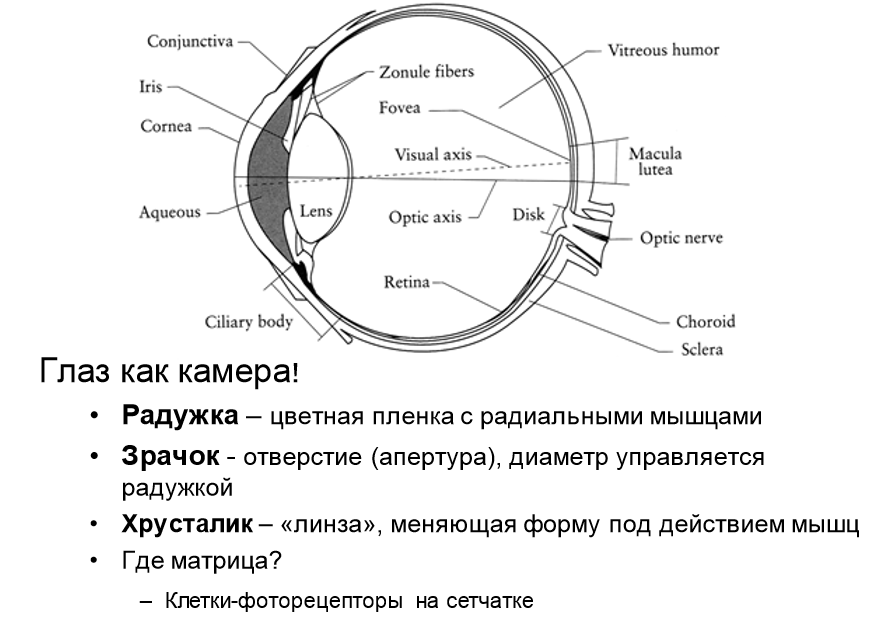 Conjunctiva
Zonule fibers
Vitreous humor
Iris
Fovea
Cornea
Visual axis
Macula
lutea
Aqueous
Lens
Optic axis
Disk
Optic nerve
Retina
Ciliary body
Choroid
Sclera
Глаз как камера!
• Радужка – цветная пленка с радиальными мышцами
• Зрачок - отверстие (апертура), диаметр управляется
радужкой
• Хрусталик – «линза», меняющая форму под действием мышц
• Где матрица?
– Клетки-фоторецепторы на сетчатке